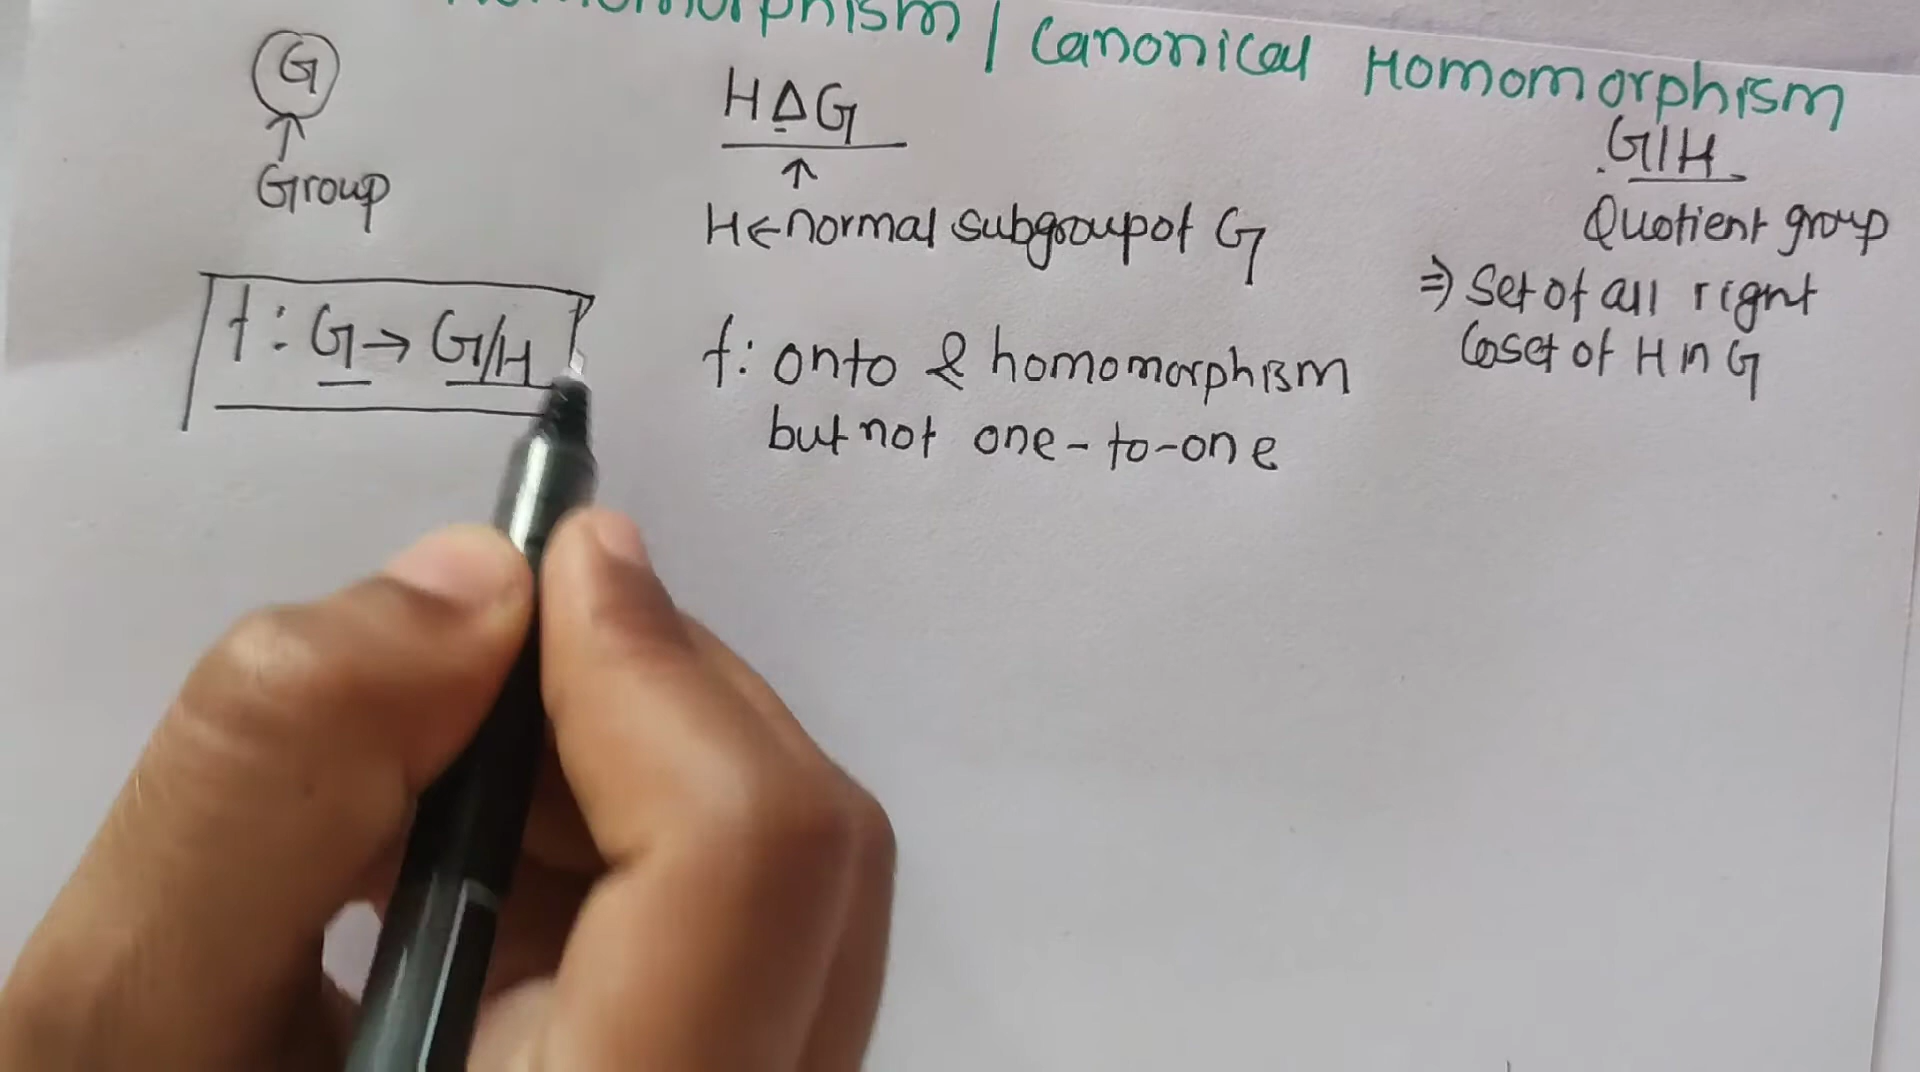 Homomorphism / Canonical Homomorphism
G
Group
H Δ G
H ← normal subgroup of G
G/H
Quotient group
⇒ Set of all right
Coset of H in G
f : G → G/H
f : onto & homomorphism
but not one-to-one